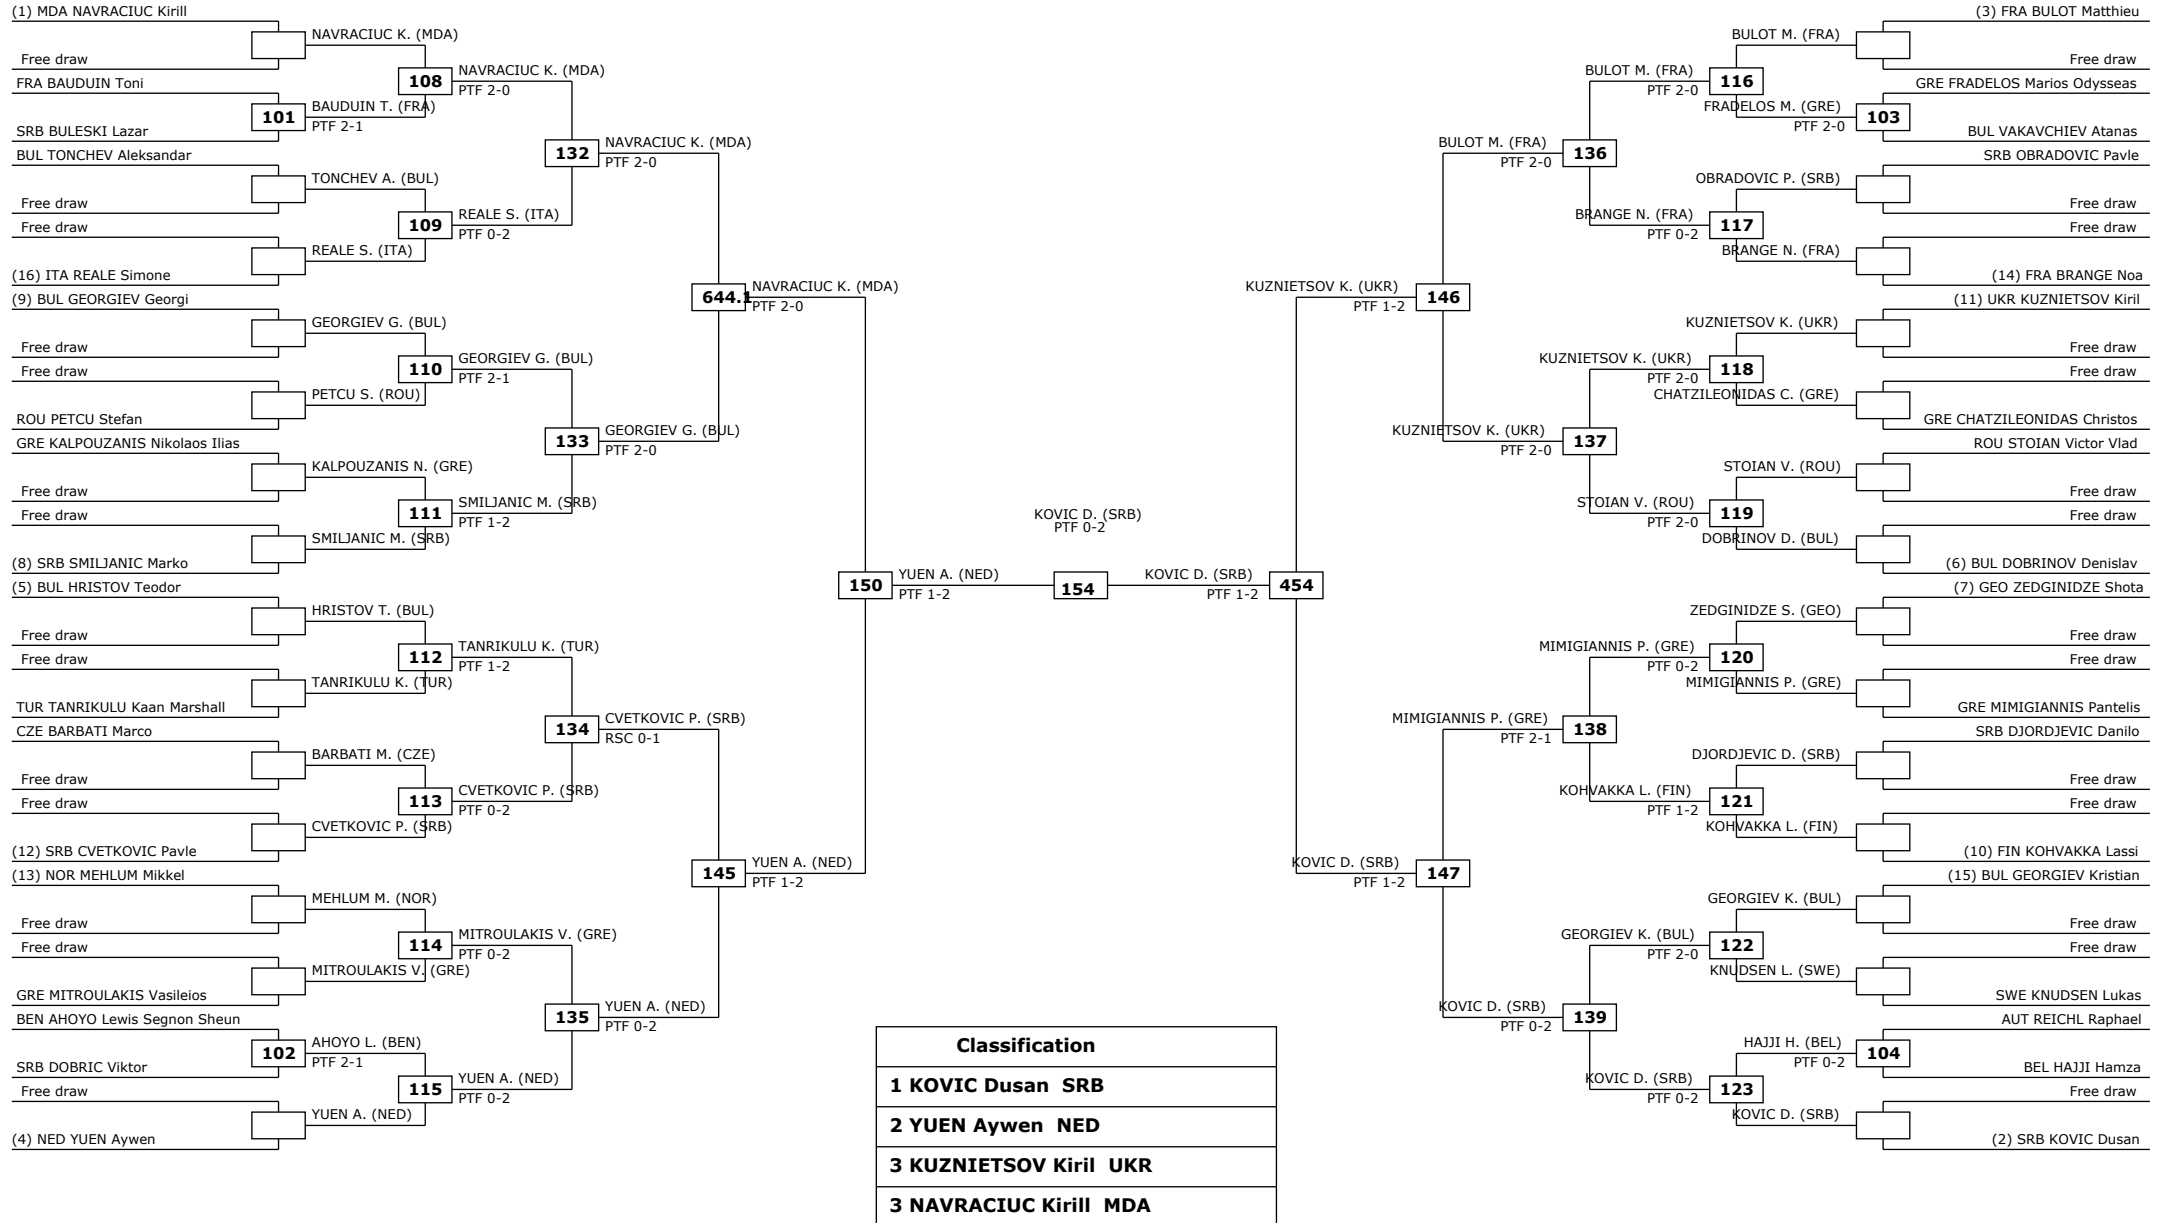 (1) MDA NAVRACIUC Kirill
Free draw
NAVRACIUC K. (MDA)
FRA BAUDUIN Toni
101
SRB BULESKI Lazar
BAUDUIN T. (FRA)
PTF 2-1
108
NAVRACIUC K. (MDA)
PTF 2-0
BUL TONCHEV Aleksandar
Free draw
TONCHEV A. (BUL)
Free draw
(16) ITA REALE Simone
REALE S. (ITA)
109
REALE S. (ITA)
PTF 0-2
132
NAVRACIUC K. (MDA)
PTF 2-0
(9) BUL GEORGIEV Georgi
Free draw
GEORGIEV G. (BUL)
Free draw
ROU PETCU Stefan
PETCU S. (ROU)
110
GEORGIEV G. (BUL)
PTF 2-1
GRE KALPOUZANIS Nikolaos Ilias
Free draw
KALPOUZANIS N. (GRE)
Free draw
(8) SRB SMILJANIC Marko
SMILJANIC M. (SRB)
111
SMILJANIC M. (SRB)
PTF 1-2
133
GEORGIEV G. (BUL)
PTF 2-0
644.1
NAVRACIUC K. (MDA)
PTF 2-0
(5) BUL HRISTOV Teodor
Free draw
HRISTOV T. (BUL)
Free draw
TUR TANRIKULU Kaan Marshall
TANRIKULU K. (TUR)
112
TANRIKULU K. (TUR)
PTF 1-2
CZE BARBATI Marco
Free draw
BARBATI M. (CZE)
Free draw
(12) SRB CVETKOVIC Pavle
CVETKOVIC P. (SRB)
113
CVETKOVIC P. (SRB)
PTF 0-2
134
CVETKOVIC P. (SRB)
RSC 0-1
(13) NOR MEHLUM Mikkel
Free draw
MEHLUM M. (NOR)
Free draw
GRE MITROULAKIS Vasileios
MITROULAKIS V. (GRE)
114
MITROULAKIS V. (GRE)
PTF 0-2
BEN AHOYO Lewis Segnon Sheun
102
SRB DOBRIC Viktor
AHOYO L. (BEN)
PTF 2-1
Free draw
(4) NED YUEN Aywen
YUEN A. (NED)
115
YUEN A. (NED)
PTF 0-2
135
YUEN A. (NED)
PTF 0-2
145
YUEN A. (NED)
PTF 1-2
150
YUEN A. (NED)
PTF 1-2
KOVIC D. (SRB)
PTF 0-2
154
KOVIC D. (SRB)
PTF 1-2
454
(3) FRA BULOT Matthieu
Free draw
BULOT M. (FRA)
GRE FRADELOS Marios Odysseas
103
BUL VAKAVCHIEV Atanas
FRADELOS M. (GRE)
PTF 2-0
116
BULOT M. (FRA)
PTF 2-0
SRB OBRADOVIC Pavle
Free draw
OBRADOVIC P. (SRB)
Free draw
(14) FRA BRANGE Noa
BRANGE N. (FRA)
117
BRANGE N. (FRA)
PTF 0-2
136
BULOT M. (FRA)
PTF 2-0
(11) UKR KUZNIETSOV Kiril
Free draw
KUZNIETSOV K. (UKR)
Free draw
GRE CHATZILEONIDAS Christos
CHATZILEONIDAS C. (GRE)
118
KUZNIETSOV K. (UKR)
PTF 2-0
ROU STOIAN Victor Vlad
Free draw
STOIAN V. (ROU)
Free draw
(6) BUL DOBRINOV Denislav
DOBRINOV D. (BUL)
119
STOIAN V. (ROU)
PTF 2-0
137
KUZNIETSOV K. (UKR)
PTF 2-0
146
KUZNIETSOV K. (UKR)
PTF 1-2
(7) GEO ZEDGINIDZE Shota
Free draw
ZEDGINIDZE S. (GEO)
Free draw
GRE MIMIGIANNIS Pantelis
MIMIGIANNIS P. (GRE)
120
MIMIGIANNIS P. (GRE)
PTF 0-2
SRB DJORDJEVIC Danilo
Free draw
DJORDJEVIC D. (SRB)
Free draw
(10) FIN KOHVAKKA Lassi
KOHVAKKA L. (FIN)
121
KOHVAKKA L. (FIN)
PTF 1-2
138
MIMIGIANNIS P. (GRE)
PTF 2-1
(15) BUL GEORGIEV Kristian
Free draw
GEORGIEV K. (BUL)
Free draw
SWE KNUDSEN Lukas
KNUDSEN L. (SWE)
122
GEORGIEV K. (BUL)
PTF 2-0
AUT REICHL Raphael
104
BEL HAJJI Hamza
HAJJI H. (BEL)
PTF 0-2
Free draw
(2) SRB KOVIC Dusan
KOVIC D. (SRB)
123
KOVIC D. (SRB)
PTF 0-2
139
KOVIC D. (SRB)
PTF 0-2
147
KOVIC D. (SRB)
PTF 1-2
Classification
1 KOVIC Dusan SRB
2 YUEN Aywen NED
3 KUZNIETSOV Kiril UKR
3 NAVRACIUC Kirill MDA